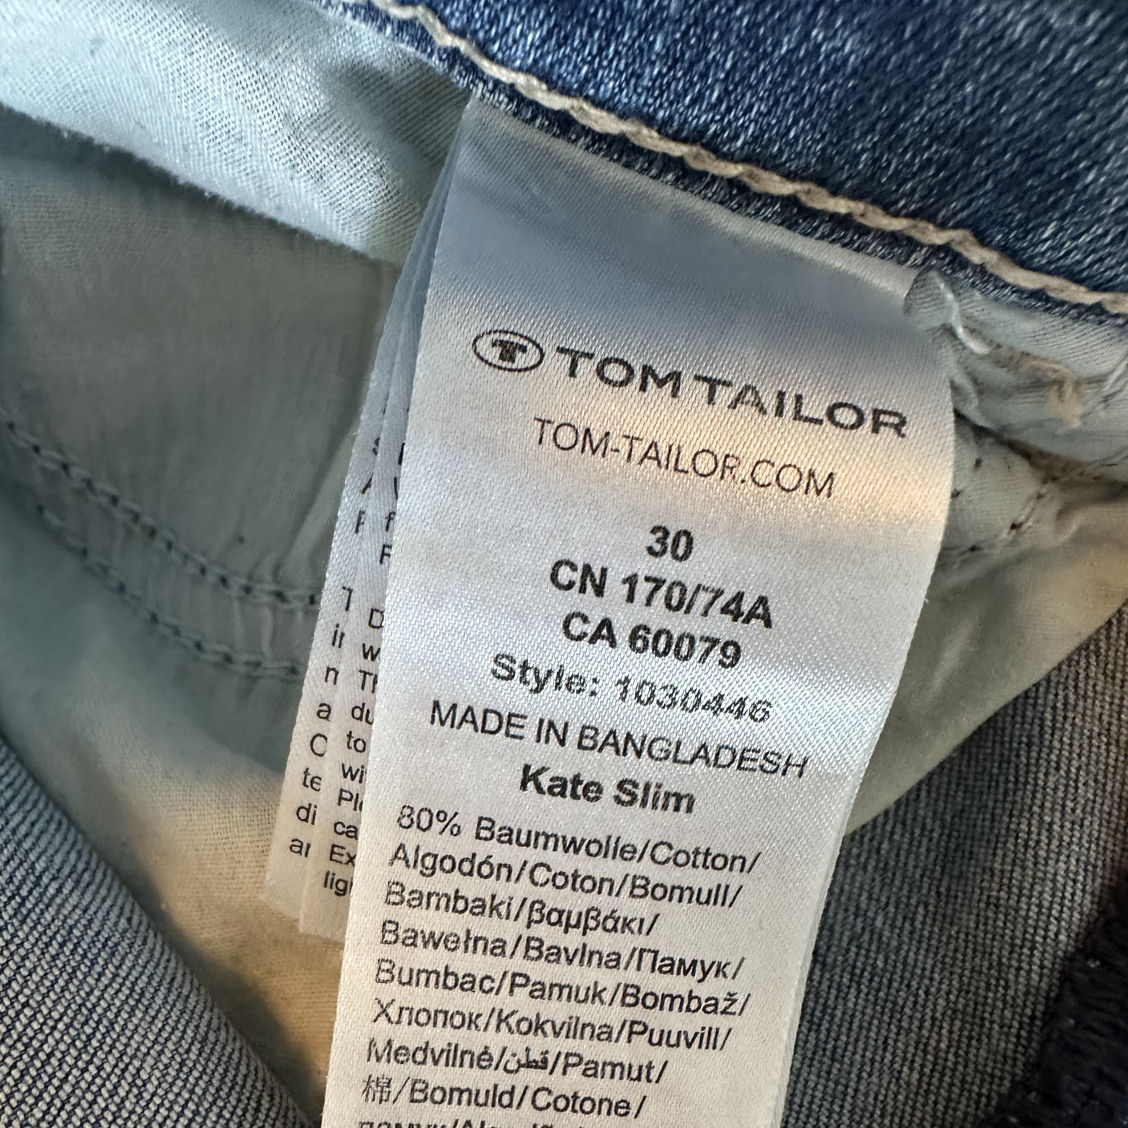 TOM TAILOR
TOM-TAILOR.COM
30
CN 170/74A
CA 60079
Style: 1030446
MADE IN BANGLADESH
Kate Slim
80% Baumwolle/Cotton/
Algodón/Coton/Bomull/
Bambaki/βαμβάκι/
Bawełna/Bavlna/Памук/
Bumbac/Pamuk/Bombaž/
Хлопок/Kokvilna/Puuvill/
Medvilnė/قطن/Pamut/
棉/Bomuld/Cotone/